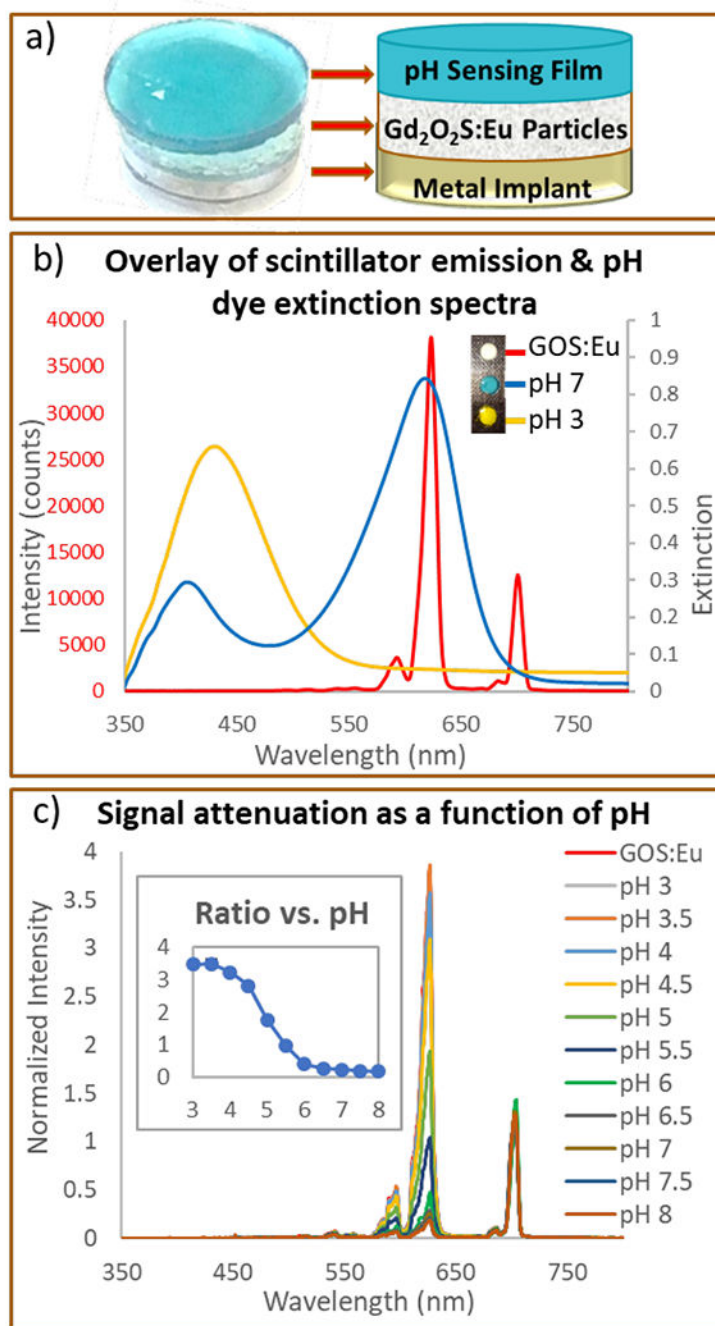 a)
pH Sensing Film
Gd₂O₂S:Eu Particles
Metal Implant
b) Overlay of scintillator emission & pH
dye extinction spectra
40000
35000
30000
25000
20000
15000
10000
5000
0
Intensity (counts)
1
0.9
0.8
0.7
0.6
0.5
0.4
0.3
0.2
0.1
0
Extinction
GOS:Eu
pH 7
pH 3
350 450 550 650 750
Wavelength (nm)
c) Signal attenuation as a function of pH
4
3.5
3
2.5
2
1.5
1
0.5
0
Normalized Intensity
Ratio vs. pH
4
3
2
1
0
3 4 5 6 7 8
GOS:Eu
pH 3
pH 3.5
pH 4
pH 4.5
pH 5
pH 5.5
pH 6
pH 6.5
pH 7
pH 7.5
pH 8
350 450 550 650 750
Wavelength (nm)